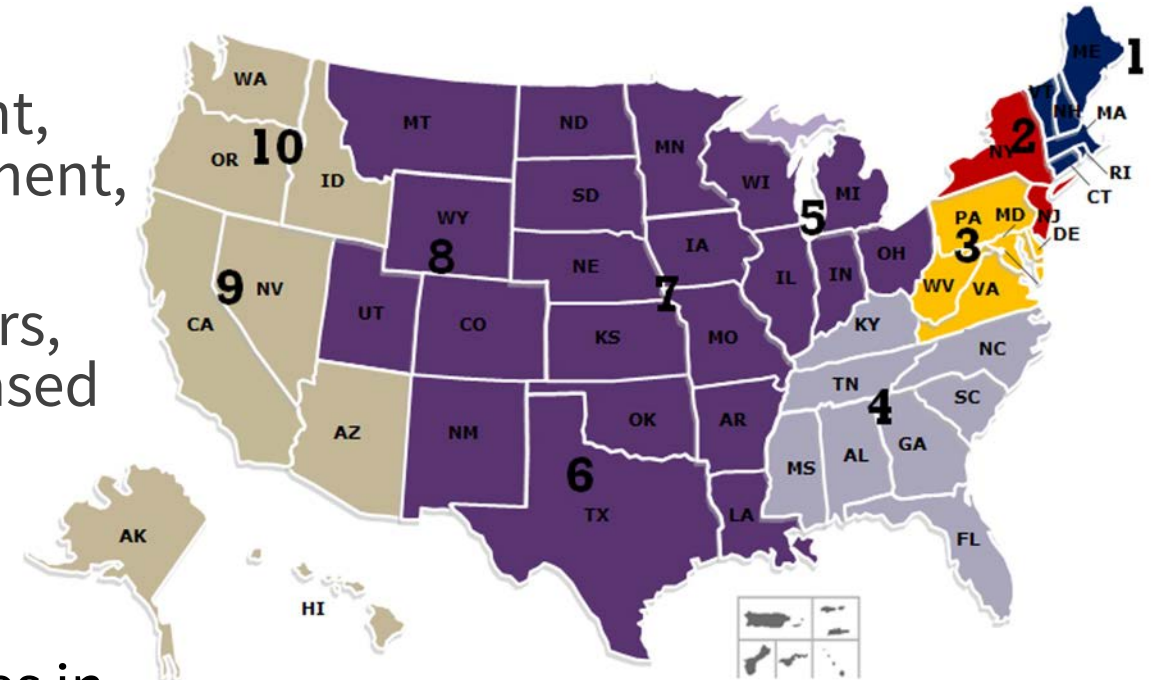 nt,
nent,
rs,
nsed
es in
WA
OR
10
ID
MT
ND
MN
SD
WY
8
NE
IA
7
WI
5
MI
9
NV
CA
UT
CO
KS
MO
IL
IN
OH
AZ
NM
OK
AR
6
TX
LA
KY
TN
4
NC
SC
MS
AL
GA
FL
ME
1
VT
NH
MA
2
NY
RI
CT
PA
MD
NJ
DE
3
WV
VA
AK
HI